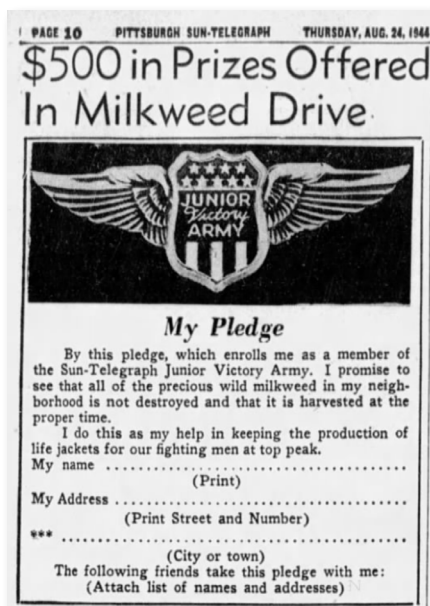 PAGE 10 PITTSBURGH SUN-TELEGRAPH THURSDAY, AUG. 24, 1944
$500 in Prizes Offered
In Milkweed Drive
JUNIOR
Victory
ARMY
My Pledge
By this pledge, which enrolls me as a member of
the Sun-Telegraph Junior Victory Army. I promise to
see that all of the precious wild milkweed in my neigh-
borhood is not destroyed and that it is harvested at the
proper time.
I do this as my help in keeping the production of
life jackets for our fighting men at top peak.
My name ........................................
(Print)
My Address ........................................
(Print Street and Number)
*** ........................................
(City or town)
The following friends take this pledge with me:
(Attach list of names and addresses)